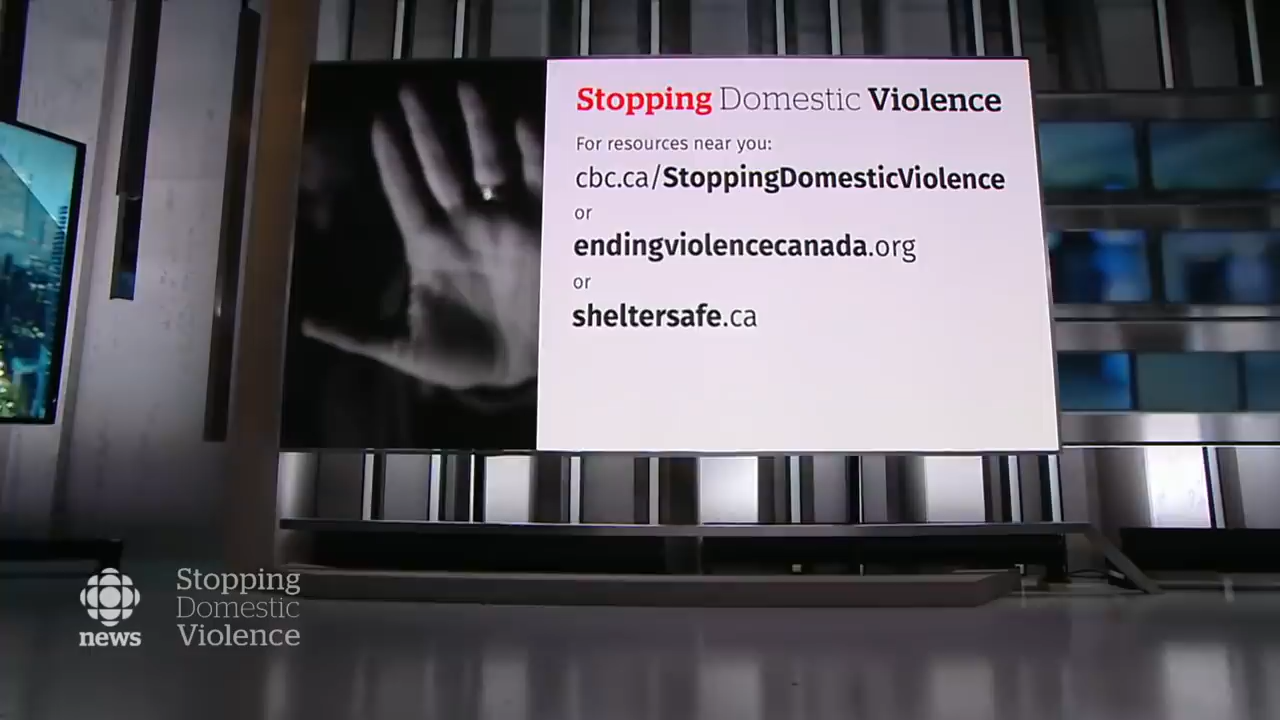 Stopping Domestic Violence
For resources near you:
cbc.ca/StoppingDomesticViolence
or
endingviolencecanada.org
or
sheltersafe.ca
news
Stopping
Domestic
Violence